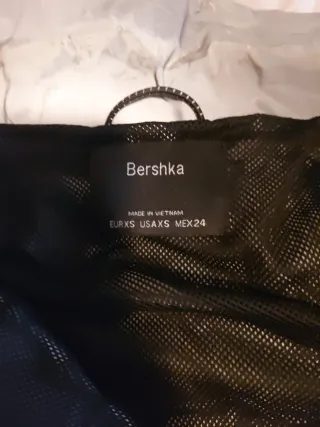 Bershka
MADE IN VIETNAM
EURXS USAXS MEX24